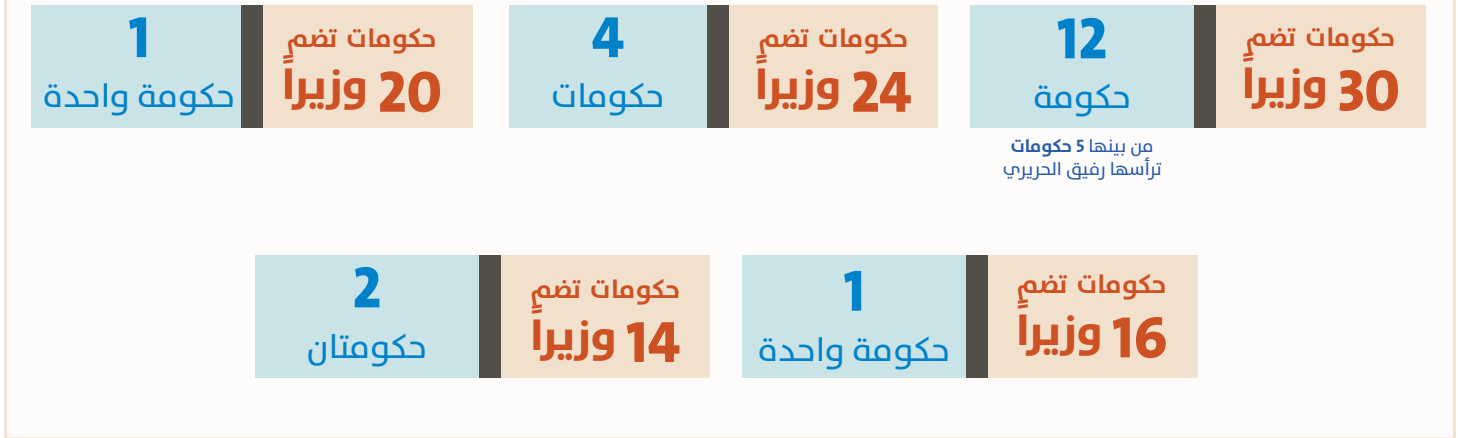 حكومات تضم
30 وزيراً
12
حكومة
من بينها 5 حكومات
ترأسها رفيق الحريري
حكومات تضم
24 وزيراً
4
حكومات
حكومات تضم
20 وزيراً
1
حكومة واحدة
حكومات تضم
16 وزيراً
1
حكومة واحدة
حكومات تضم
14 وزيراً
2
حكومتان